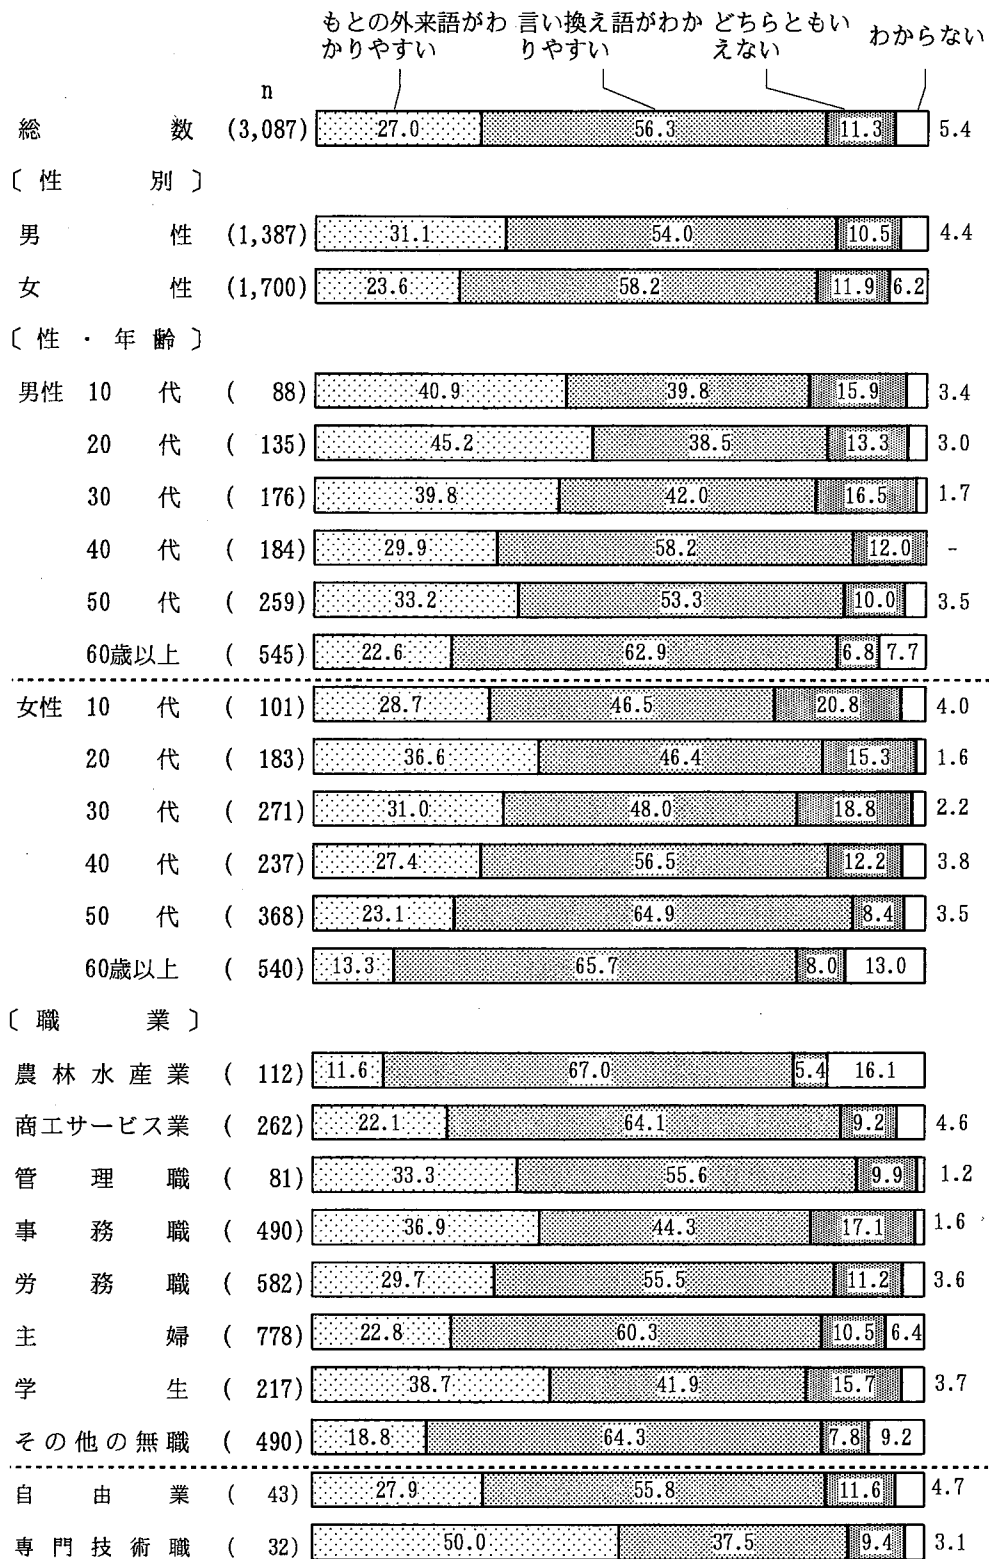 もとの外来語がわかりやすい 言い換え語がわかりやすい どちらともいえない わからない
n
総数 (3,087) 27.0 56.3 11.3 5.4
〔性別〕
男性 (1,387) 31.1 54.0 10.5 4.4
女性 (1,700) 23.6 58.2 11.9 6.2
〔性・年齢〕
男性 10代 ( 88) 40.9 39.8 15.9 3.4
20代 ( 135) 45.2 38.5 13.3 3.0
30代 ( 176) 39.8 42.0 16.5 1.7
40代 ( 184) 29.9 58.2 12.0 -
50代 ( 259) 33.2 53.3 10.0 3.5
60歳以上 ( 545) 22.6 62.9 6.8 7.7
女性 10代 ( 101) 28.7 46.5 20.8 4.0
20代 ( 183) 36.6 46.4 15.3 1.6
30代 ( 271) 31.0 48.0 18.8 2.2
40代 ( 237) 27.4 56.5 12.2 3.8
50代 ( 368) 23.1 64.9 8.4 3.5
60歳以上 ( 540) 13.3 65.7 8.0 13.0
〔職業〕
農林水産業 ( 112) 11.6 67.0 5.4 16.1
商工サービス業 ( 262) 22.1 64.1 9.2 4.6
管理職 ( 81) 33.3 55.6 9.9 1.2
事務職 ( 490) 36.9 44.3 17.1 1.6
労務職 ( 582) 29.7 55.5 11.2 3.6
主婦 ( 778) 22.8 60.3 10.5 6.4
学生 ( 217) 38.7 41.9 15.7 3.7
その他の無職 ( 490) 18.8 64.3 7.8 9.2
自由業 ( 43) 27.9 55.8 11.6 4.7
専門技術職 ( 32) 50.0 37.5 9.4 3.1